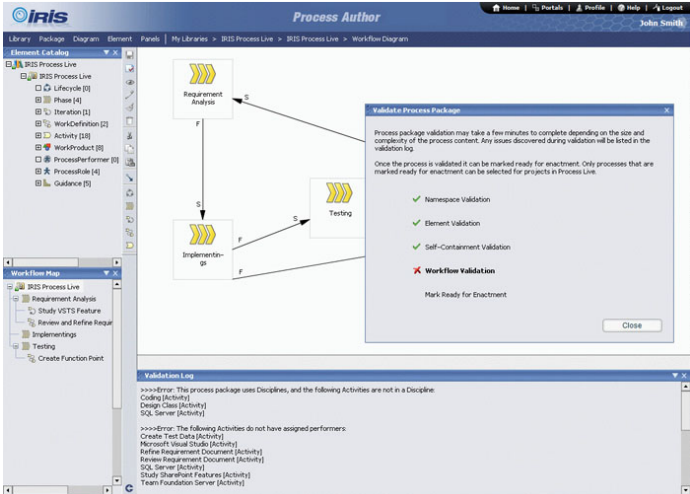 iRIS
Process Author
Home | Portals | Profile | Help | Logout
John Smith
Library Package Diagram Element Panels | My Libraries > IRIS Process Live > IRIS Process Live > Workflow Diagram
Element Catalog
IRIS Process Live
IRIS Process Live
Lifecycle [0]
Phase [4]
Iteration [1]
WorkDefinition [2]
Activity [18]
WorkProduct [8]
ProcessPerformer [0]
ProcessRole [4]
Guidance [5]
Workflow Map
IRIS Process Live
Requirement Analysis
Study VSTS Feature
Review and Refine Requir
Implementings
Testing
Create Function Point
Requirement
Analysis
S
F
S
Implementin-
gs
F
F
S
Testing
Validate Process Package
Process package validation may take a few minutes to complete depending on the size and
complexity of the process content. Any issues discovered during validation will be listed in the
validation log.
Once the process is validated it can be marked ready for enactment. Only processes that are
marked ready for enactment can be selected for projects in Process Live.
Namespace Validation
Element Validation
Self-Containment Validation
Workflow Validation
Mark Ready for Enactment
Close
Validation Log
>>>>Error: This process package uses Disciplines, and the following Activities are not in a Discipline:
Coding [Activity]
Design Class [Activity]
SQL Server [Activity]
>>>>Error: The following Activities do not have assigned performers:
Create Test Data [Activity]
Microsoft Visual Studio [Activity]
Refine Requirement Document [Activity]
Review Requirement Document [Activity]
SQL Server [Activity]
Study SharePoint Features [Activity]
Team Foundation Server [Activity]